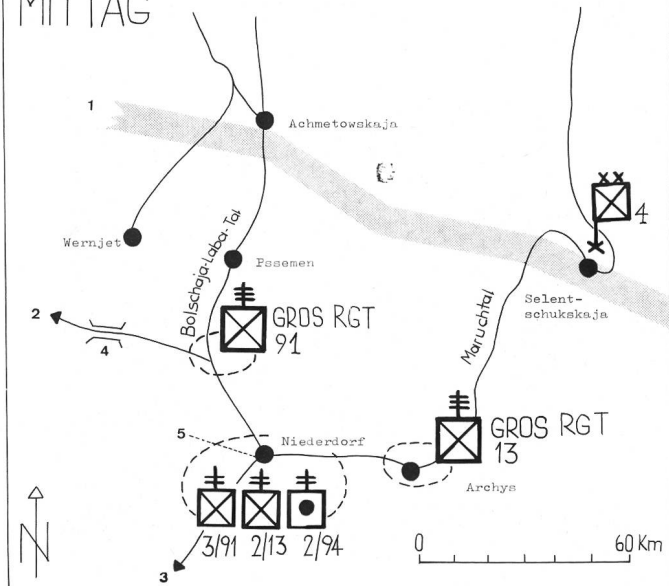 MITTAG
1
Achmetowskaja
4
Wernjet
Bolschaja-Laba-Tal
Pssemen
Selent-
schukskaja
2
4
GROS RGT
91
Maruchtal
5
Niederdorf
GROS RGT
13
Archys
3/91 2/13 2/94
3
N
0 60 Km